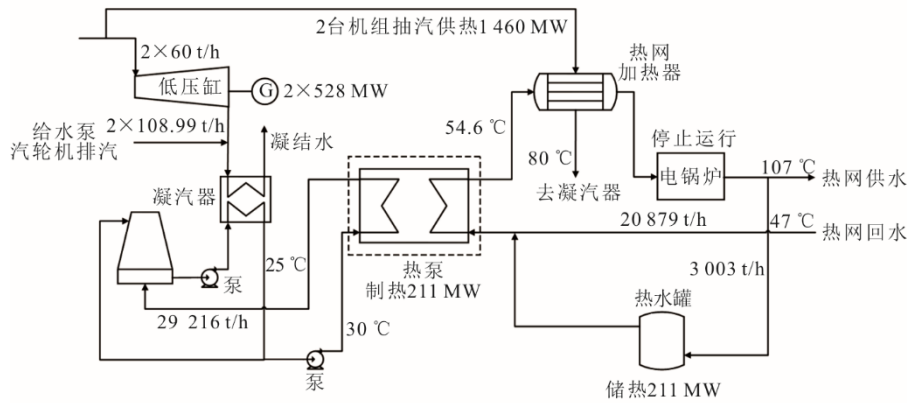 2台机组抽汽供热1 460 MW
2×60 t/h
热网
加热器
低压缸
G
2×528 MW
给水泵
汽轮机排汽
2×108.99 t/h
凝结水
54.6 ℃
80 ℃
去凝汽器
停止运行
电锅炉
107 ℃
热网供水
凝汽器
20 879 t/h
47 ℃
热网回水
泵
25 ℃
热泵
制热211 MW
3 003 t/h
29 216 t/h
30 ℃
热水罐
泵
储热211 MW